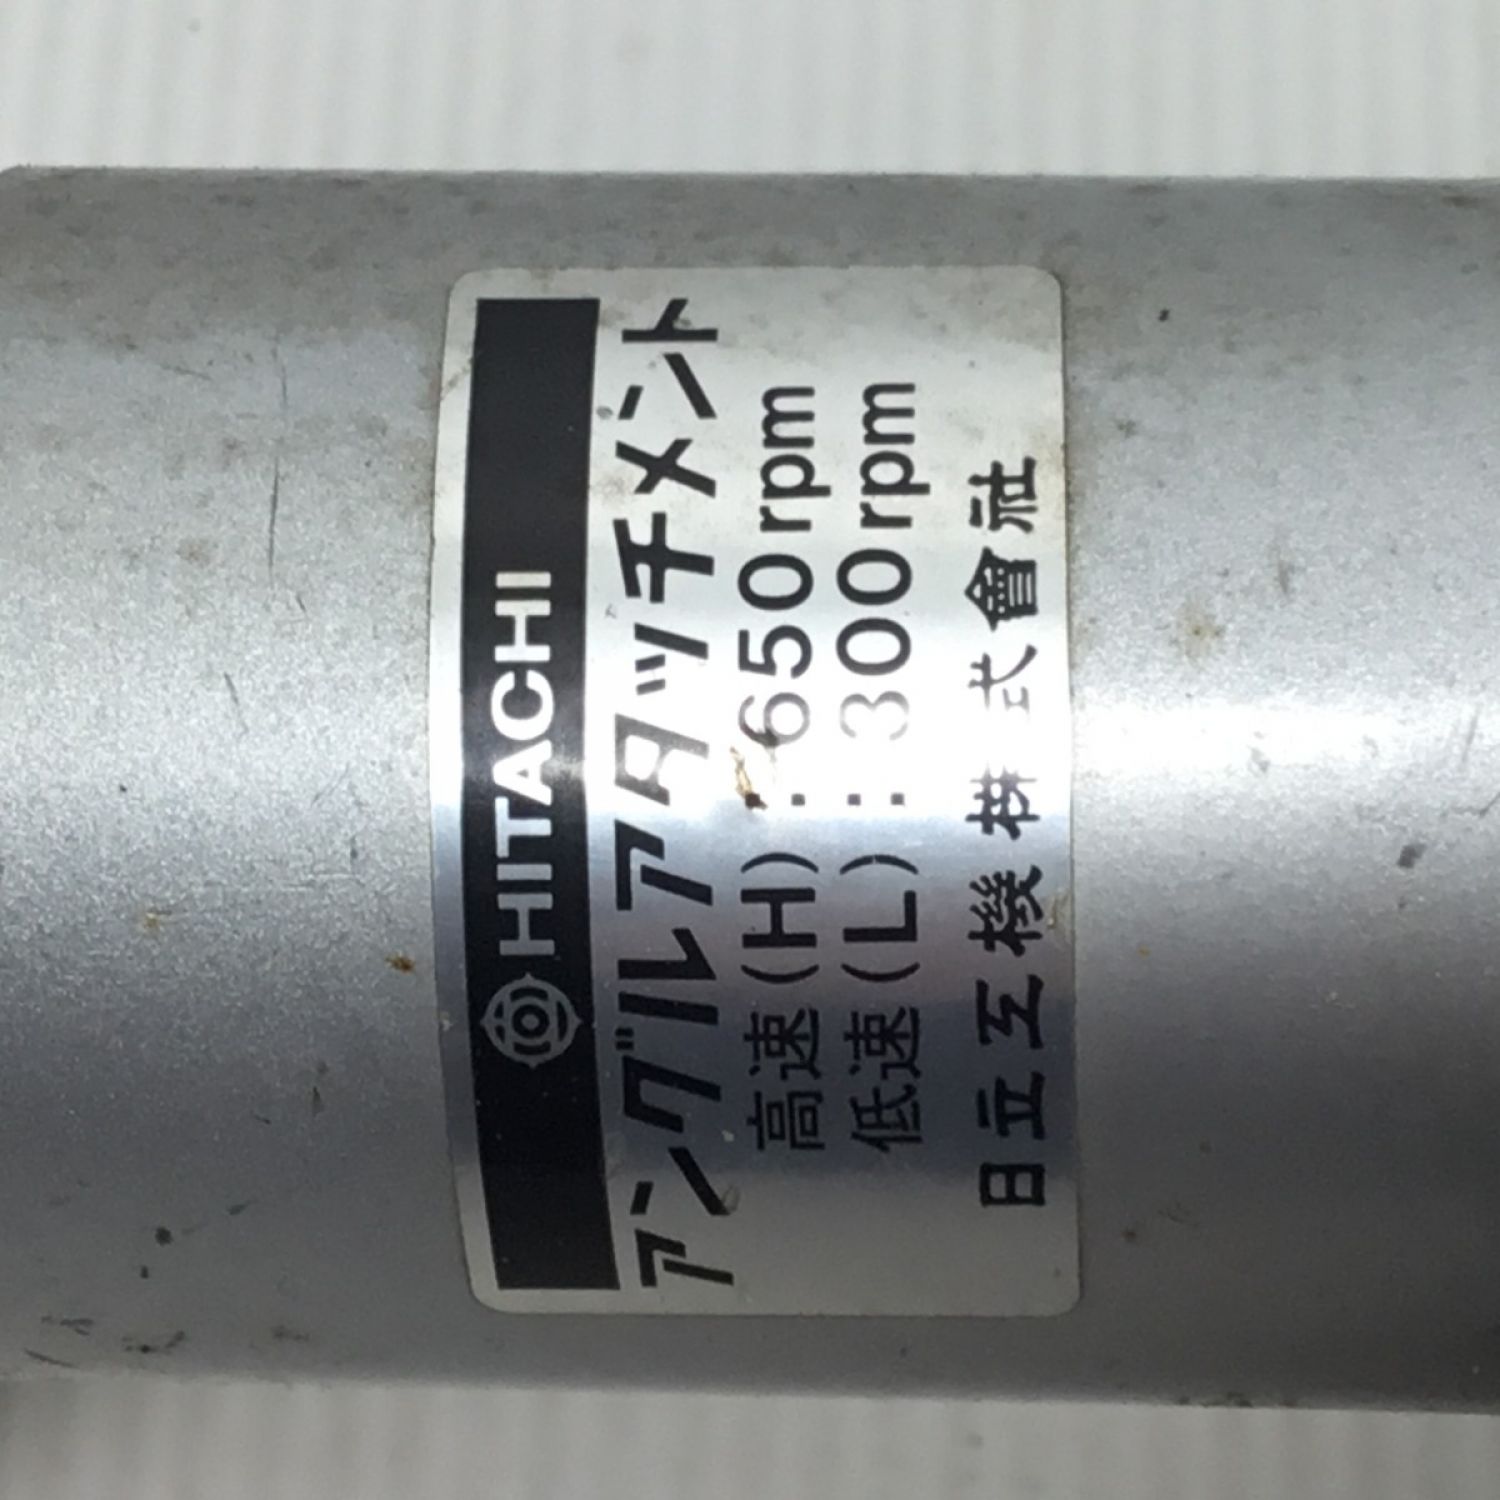 HITACHI
アングルアタッチメント
高速(H):650rpm
低速(L):300rpm
日立工機株式會社